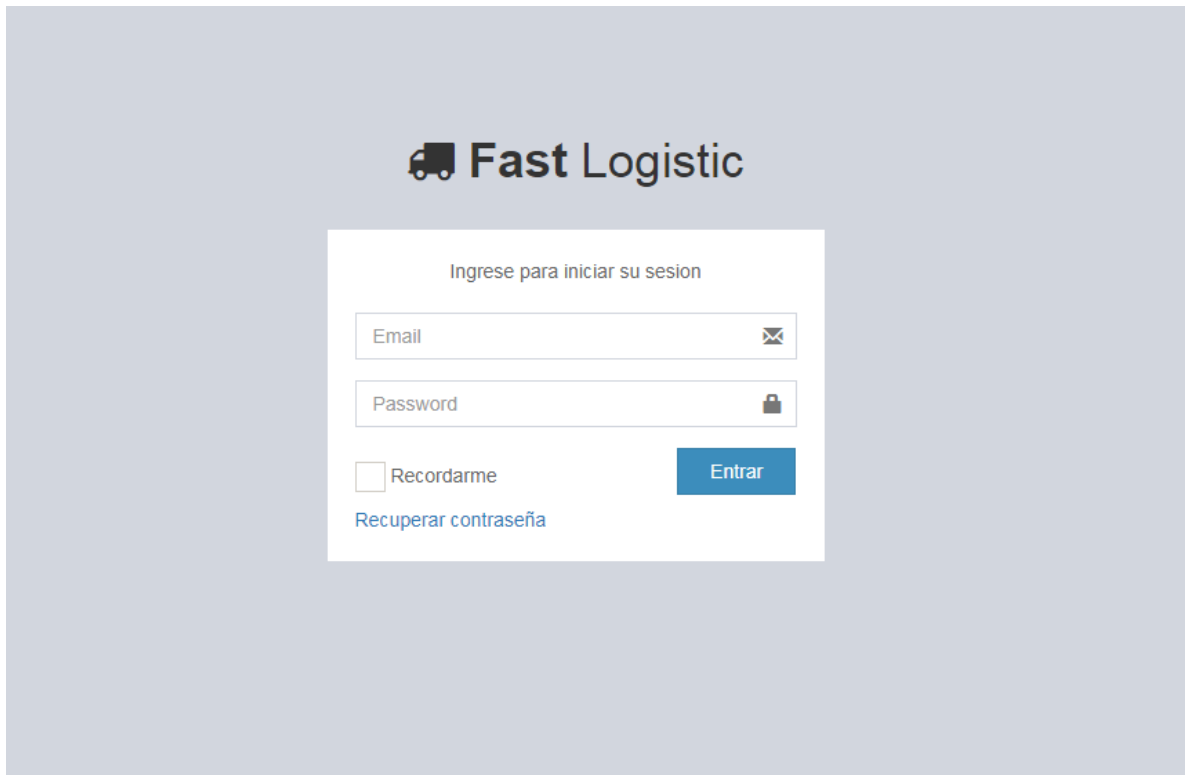 Fast Logistic
Ingrese para iniciar su sesion
Email
Password
Recordarme
Entrar
Recuperar contraseña